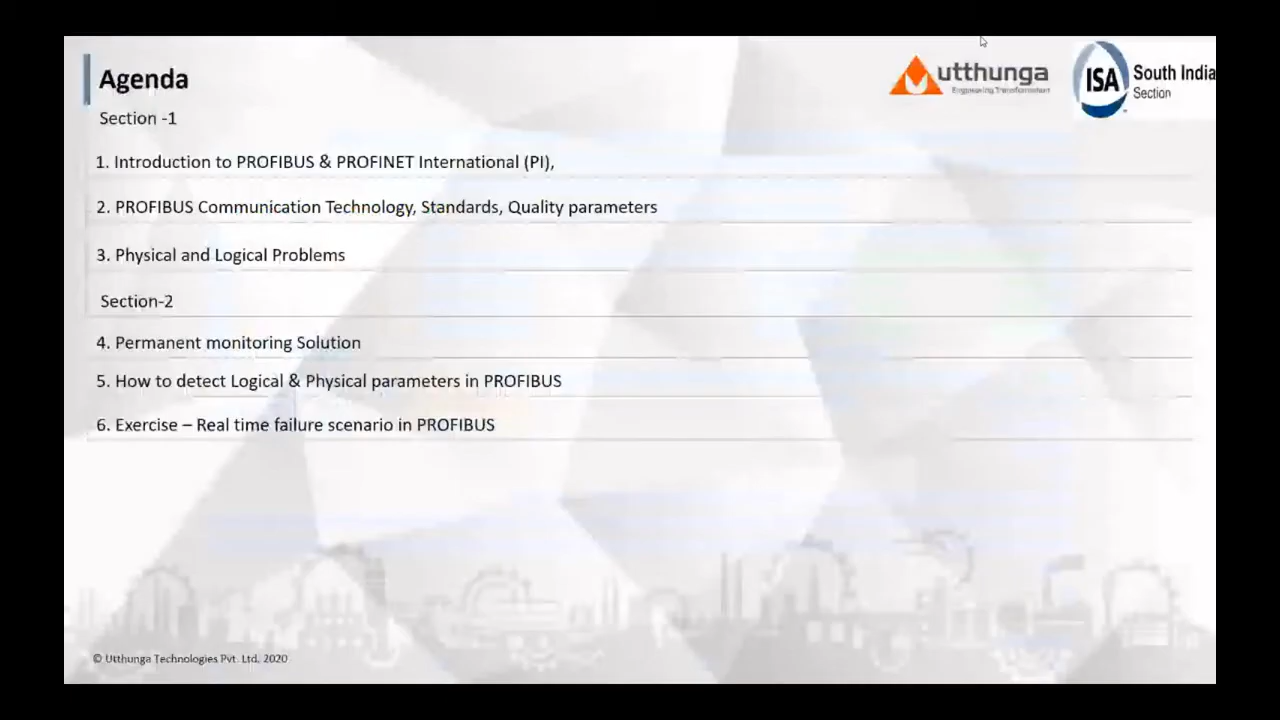 Agenda
utthunga
Engineering Transformation
ISA
South India
Section
Section -1
1. Introduction to PROFIBUS & PROFINET International (PI),
2. PROFIBUS Communication Technology, Standards, Quality parameters
3. Physical and Logical Problems
Section-2
4. Permanent monitoring Solution
5. How to detect Logical & Physical parameters in PROFIBUS
6. Exercise – Real time failure scenario in PROFIBUS
© Utthunga Technologies Pvt. Ltd. 2020